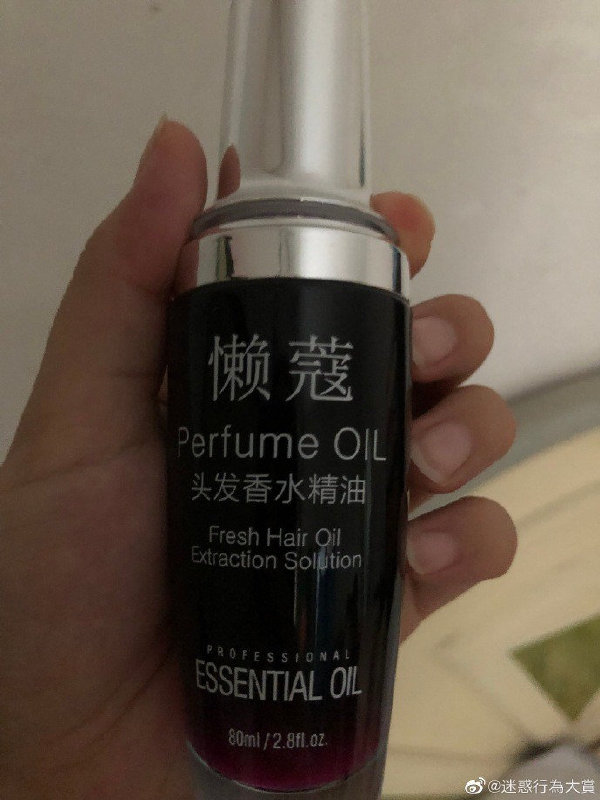 懒蔻
Perfume OIL
头发香水精油
Fresh Hair Oil
Extraction Solution
PROFESSIONAL
ESSENTIAL OIL
80ml/2.8fl.oz.
@迷惑行為大賞